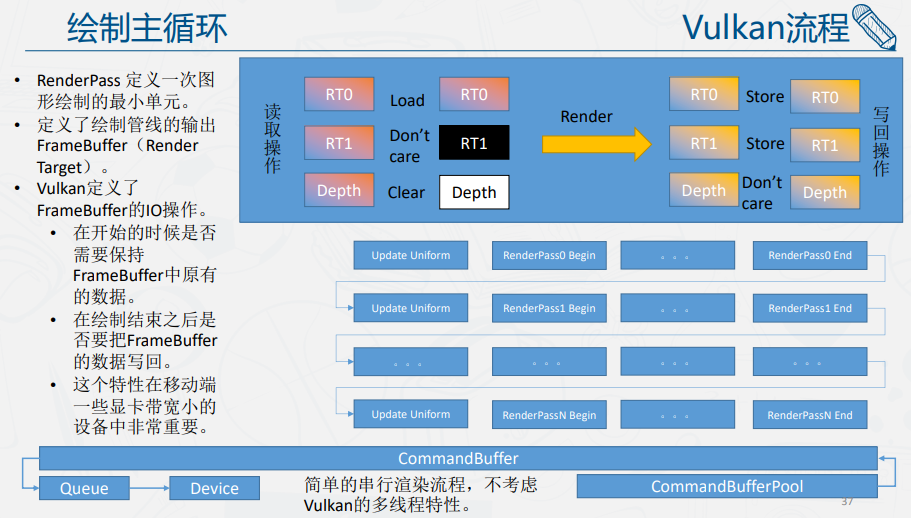 绘制主循环
Vulkan流程
• RenderPass 定义一次图
形绘制的最小单元。
• 定义了绘制管线的输出
FrameBuffer（Render
Target）。
• Vulkan定义了
FrameBuffer的IO操作。
• 在开始的时候是否
需要保持
FrameBuffer中原有
的数据。
• 在绘制结束之后是
否要把FrameBuffer
的数据写回。
• 这个特性在移动端
一些显卡带宽小的
设备中非常重要。
读取操作
RT0
Load
RT0
RT1
Don't
care
RT1
Depth
Clear
Depth
Render
RT0
Store
RT0
RT1
Store
RT1
Depth
Don't
care
Depth
写回操作
Update Uniform
RenderPass0 Begin
。。。
RenderPass0 End
Update Uniform
RenderPass1 Begin
。。。
RenderPass1 End
。。。
。。。
。。。
。。。
Update Uniform
RenderPassN Begin
。。。
RenderPassN End
CommandBuffer
Queue
Device
简单的串行渲染流程，不考虑
Vulkan的多线程特性。
CommandBufferPool
37